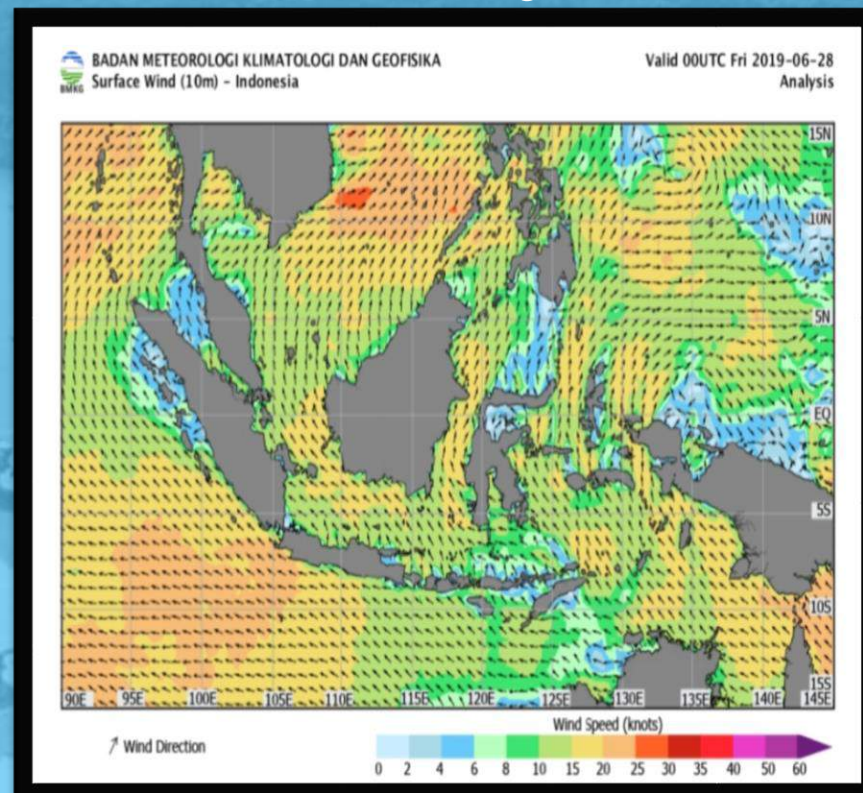 BADAN METEOROLOGI KLIMATOLOGI DAN GEOFISIKA
Surface Wind (10m) - Indonesia
BMKG
Valid 00UTC Fri 2019-06-28
Analysis
15N
10N
5N
EQ
5S
10S
15S
90E 95E 100E 105E 110E 115E 120E 125E 130E 135E 140E 145E
Wind Direction
Wind Speed (knots)
0 2 4 6 8 10 15 20 25 30 35 40 50 60